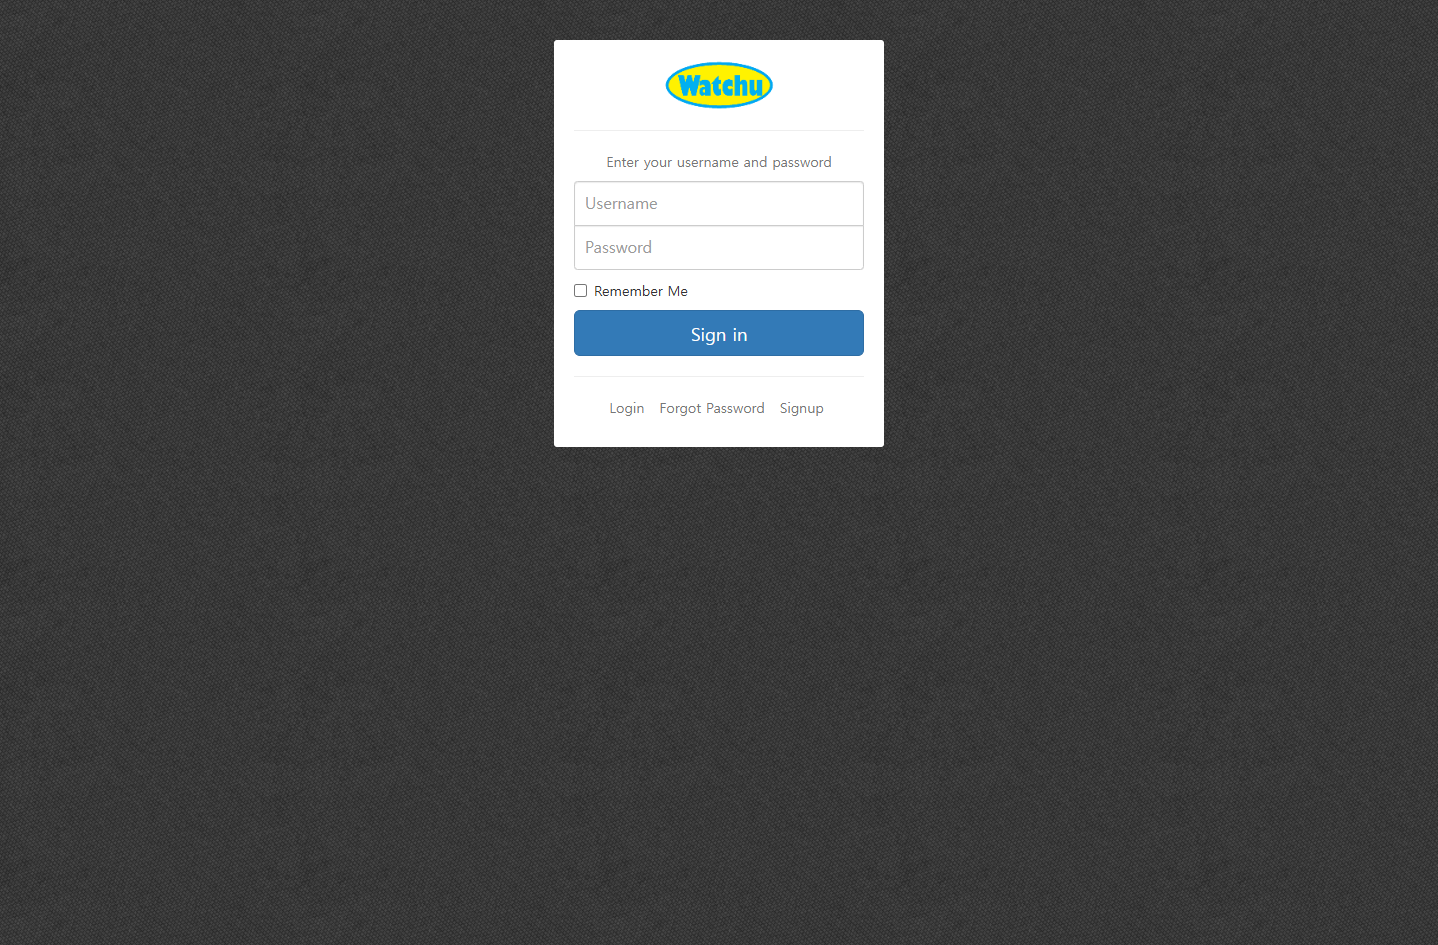 Watchu
Enter your username and password
Username
Password
Remember Me
Sign in
Login Forgot Password Signup